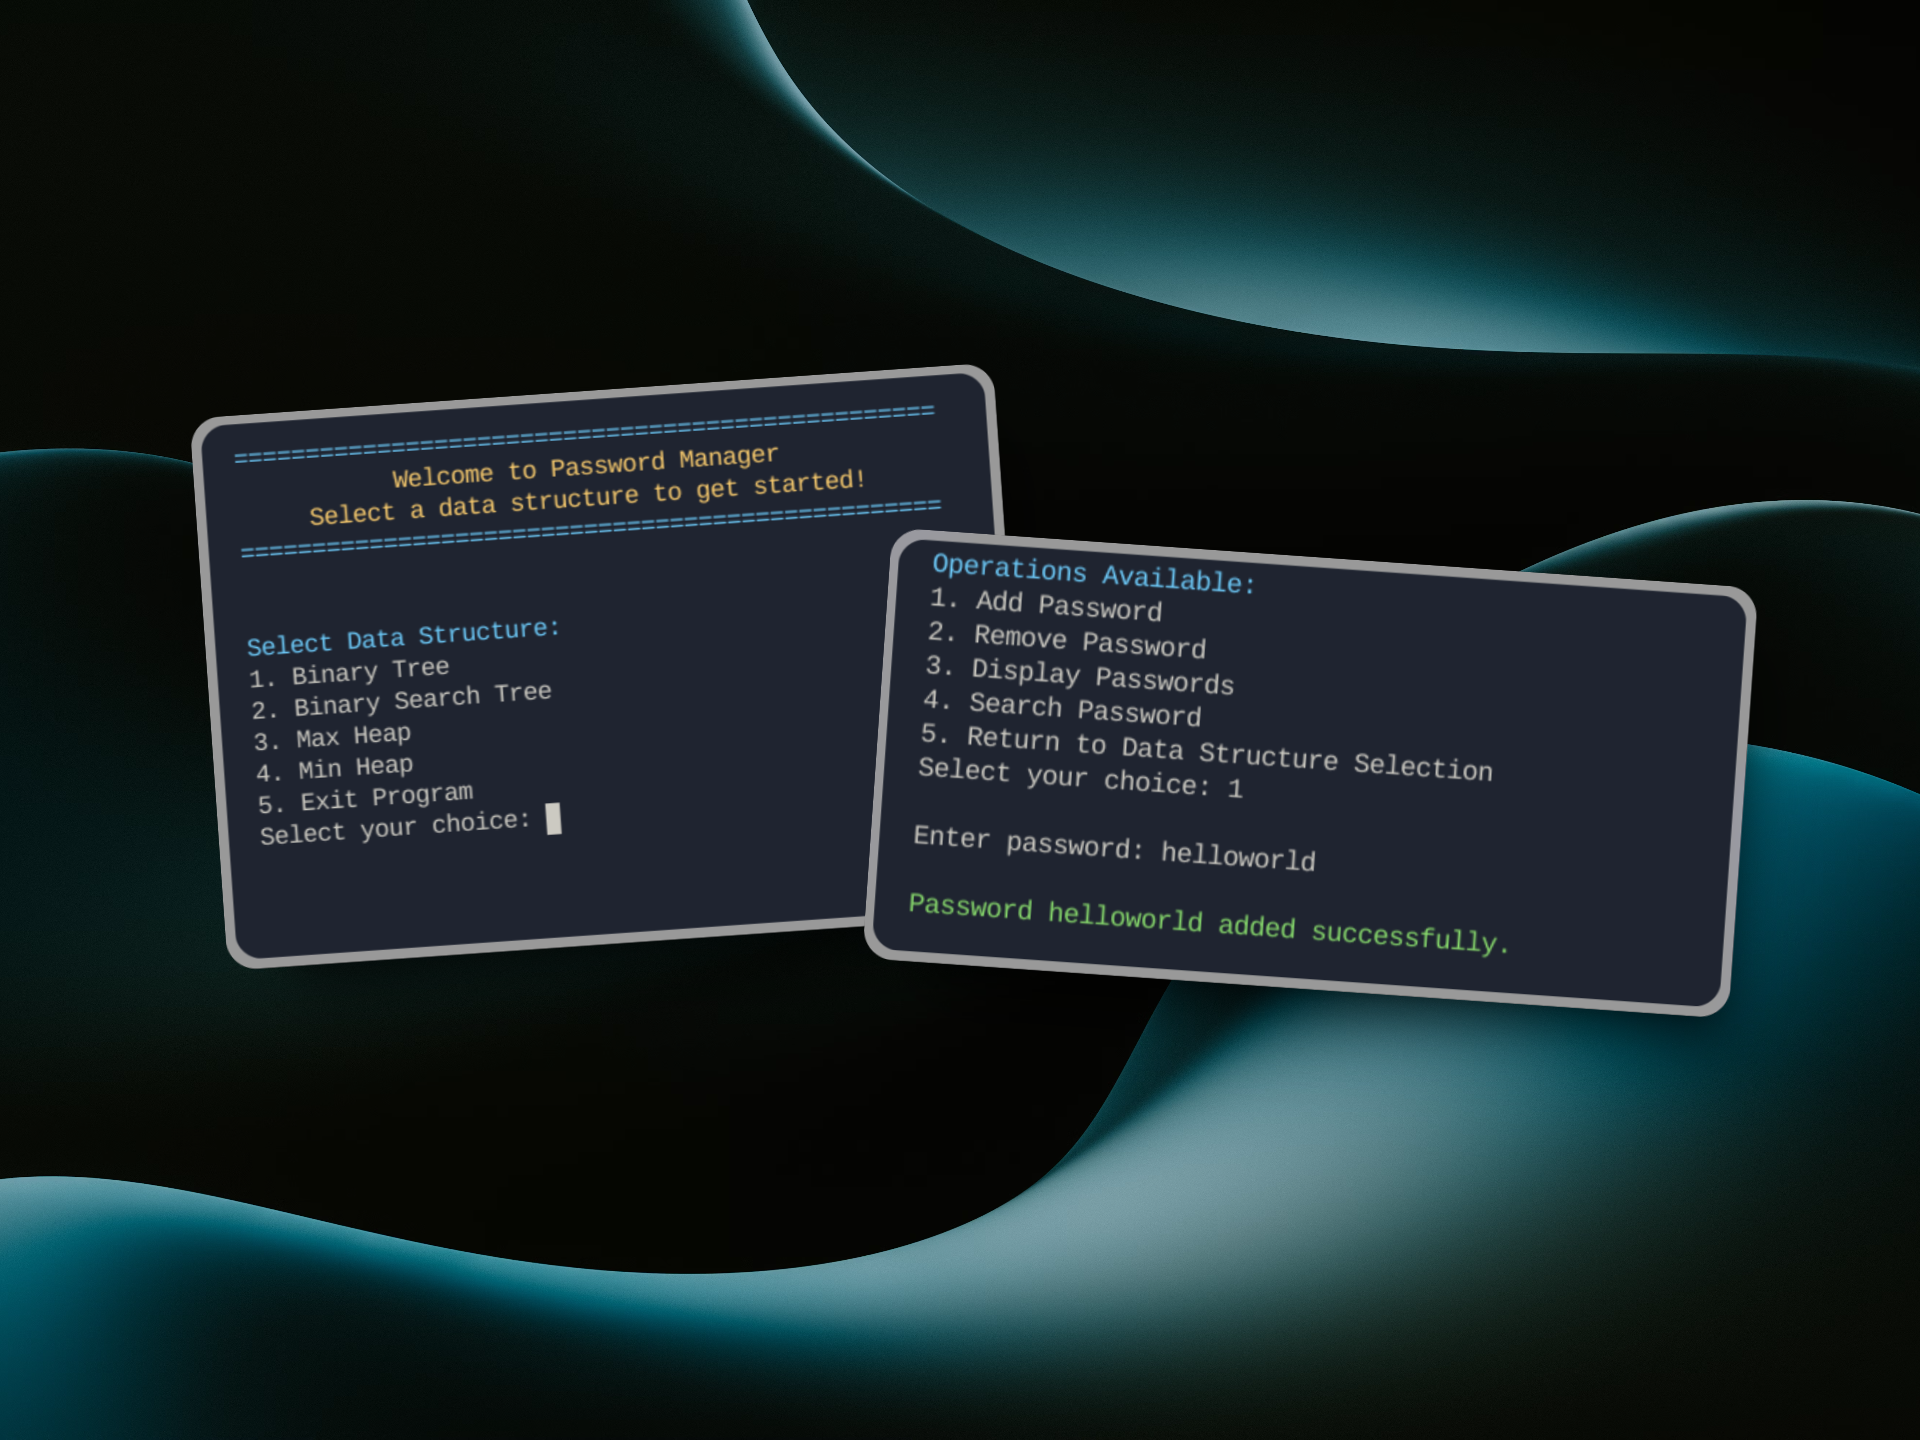 =================================================
Welcome to Password Manager
Select a data structure to get started!
=================================================
Select Data Structure:
1. Binary Tree
2. Binary Search Tree
3. Max Heap
4. Min Heap
5. Exit Program
Select your choice:
Operations Available:
1. Add Password
2. Remove Password
3. Display Passwords
4. Search Password
5. Return to Data Structure Selection
Select your choice: 1
Enter password: helloworld
Password helloworld added successfully.